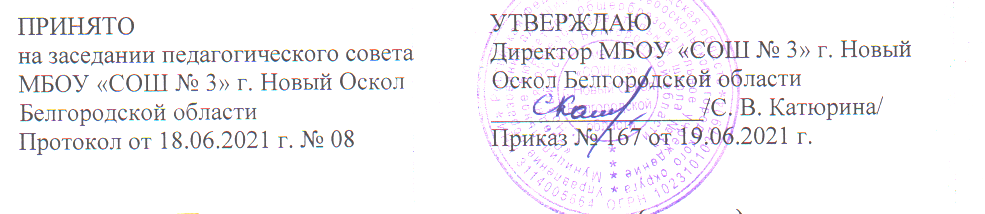 ПРИНЯТО
на заседании педагогического совета
МБОУ «СОШ № 3» г. Новый Оскол
Белгородской области
Протокол от 18.06.2021 г. № 08
УТВЕРЖДАЮ
Директор МБОУ «СОШ № 3» г. Новый
Оскол Белгородской области
/С. В. Катюрина/
Приказ № 167 от 19.06.2021 г.